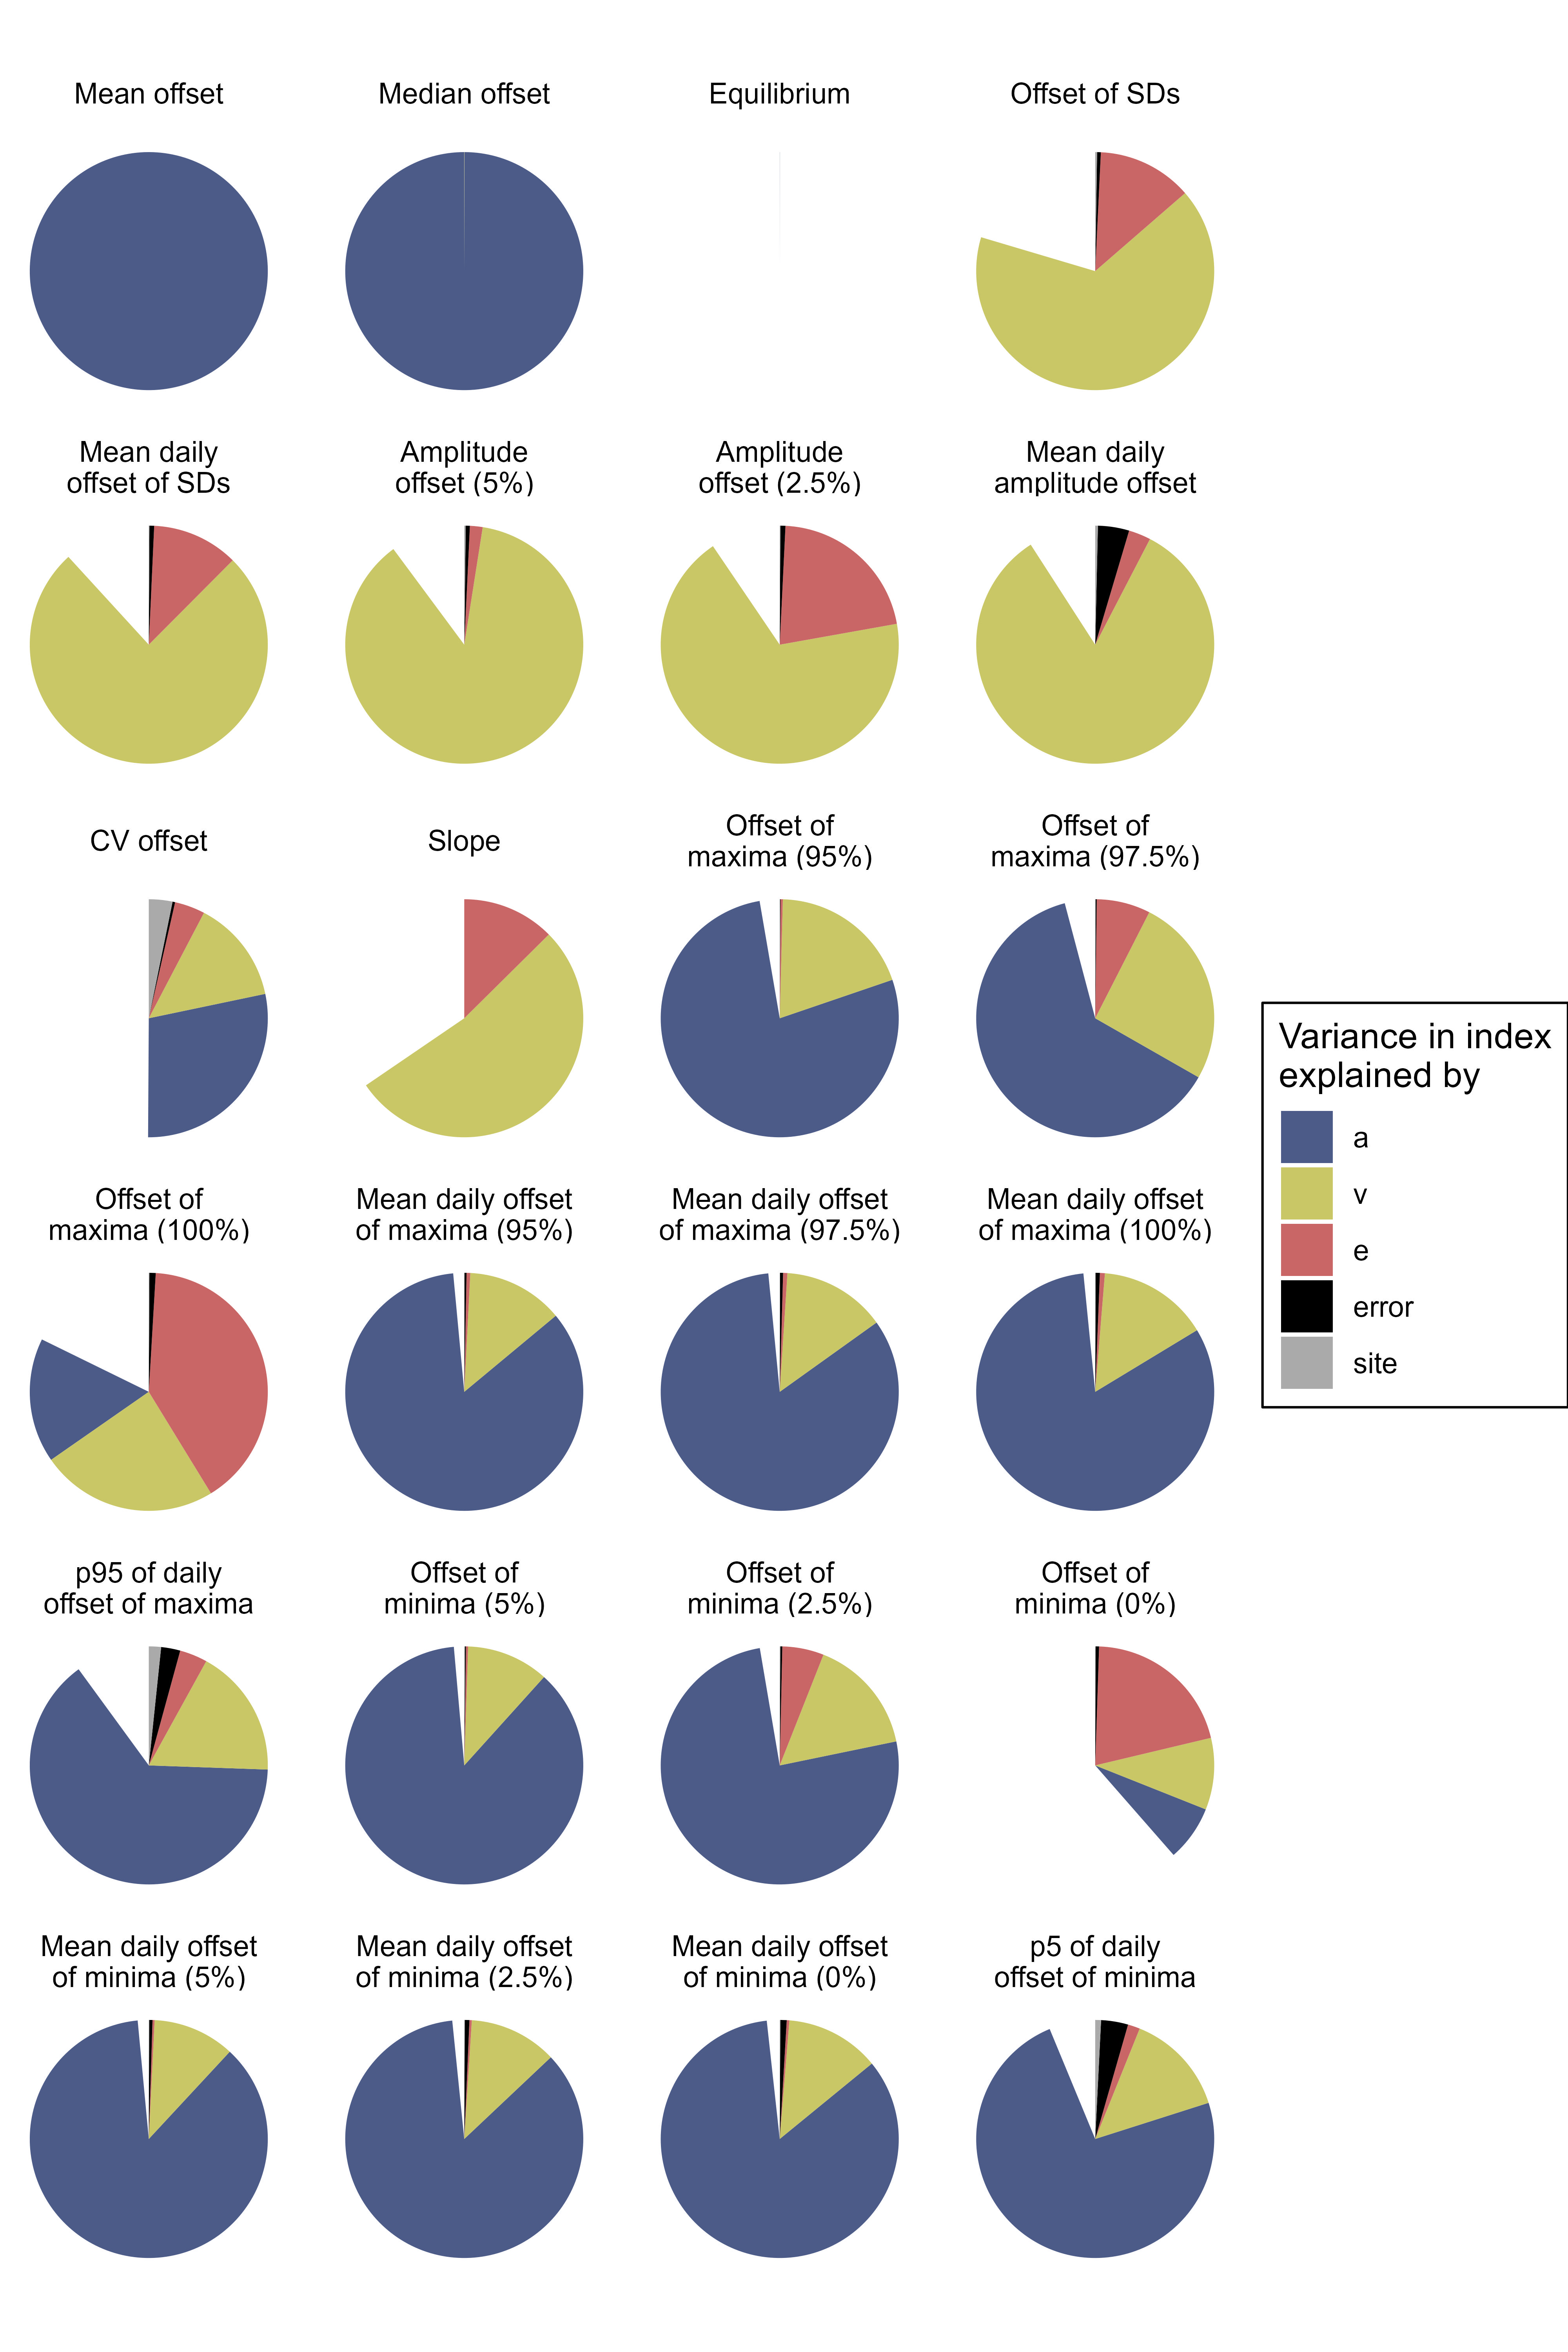 Mean offset
Median offset
Equilibrium
Offset of SDs
Mean daily
offset of SDs
Amplitude
offset (5%)
Amplitude
offset (2.5%)
Mean daily
amplitude offset
CV offset
Slope
Offset of
maxima (95%)
Offset of
maxima (97.5%)
Offset of
maxima (100%)
Mean daily offset
of maxima (95%)
Mean daily offset
of maxima (97.5%)
Mean daily offset
of maxima (100%)
p95 of daily
offset of maxima
Offset of
minima (5%)
Offset of
minima (2.5%)
Offset of
minima (0%)
Mean daily offset
of minima (5%)
Mean daily offset
of minima (2.5%)
Mean daily offset
of minima (0%)
p5 of daily
offset of minima
Variance in index
explained by
a
v
e
error
site